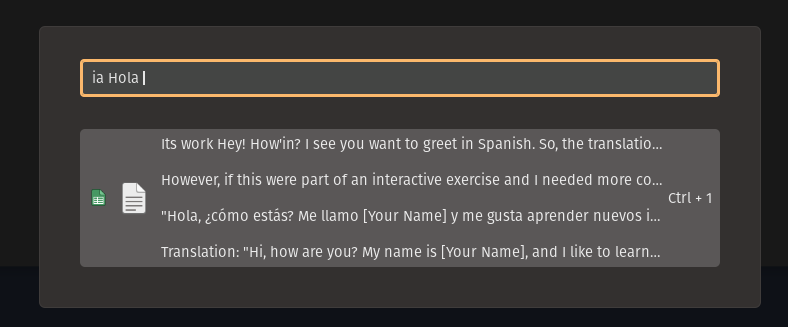 ia Hola
Its work Hey! How'in? I see you want to greet in Spanish. So, the translatio...
However, if this were part of an interactive exercise and I needed more co...
"Hola, ¿cómo estás? Me llamo [Your Name] y me gusta aprender nuevos i...
Translation: "Hi, how are you? My name is [Your Name], and I like to learn...
Ctrl + 1